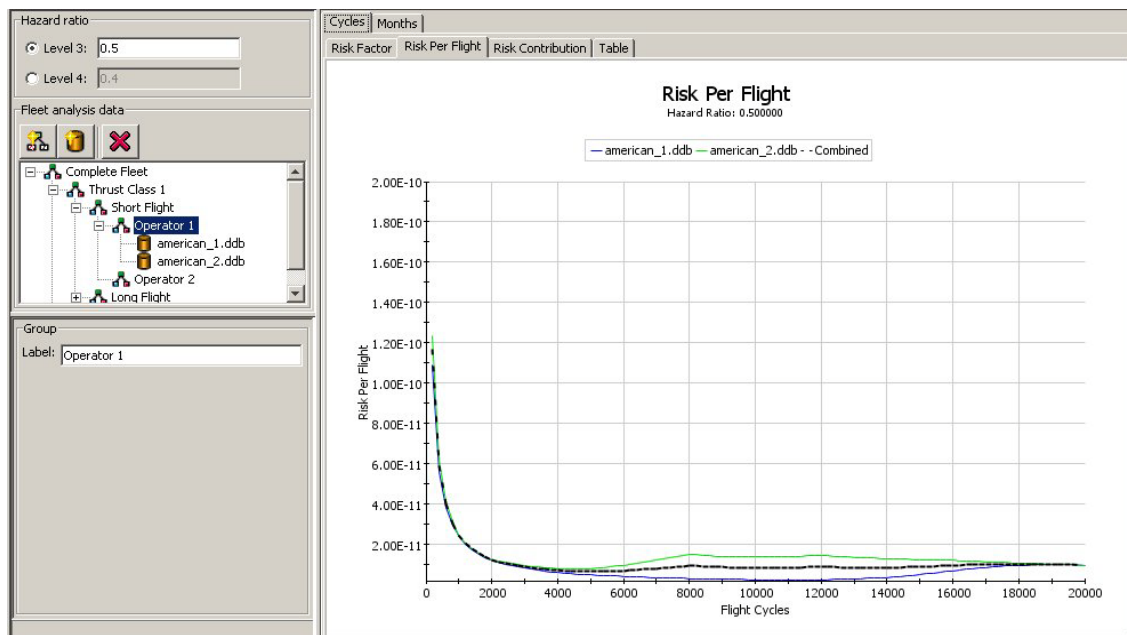 Hazard ratio
Level 3: 0.5
Level 4: 0.4
Fleet analysis data
Complete Fleet
Thrust Class 1
Short Flight
Operator 1
american_1.ddb
american_2.ddb
Operator 2
Long Flight
Group
Label: Operator 1
Cycles Months
Risk Factor Risk Per Flight Risk Contribution Table
Risk Per Flight
Hazard Ratio: 0.500000
american_1.ddb american_2.ddb Combined
2.00E-10
1.80E-10
1.60E-10
1.40E-10
1.20E-10
1.00E-10
8.00E-11
6.00E-11
4.00E-11
2.00E-11
Risk Per Flight
0 2000 4000 6000 8000 10000 12000 14000 16000 18000 20000
Flight Cycles